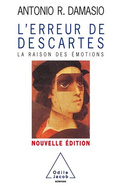 ANTONIO R. DAMASIO
L'ERREUR DE
DESCARTES
LA RAISON DES ÉMOTIONS
NOUVELLE ÉDITION
Odile
Jacob